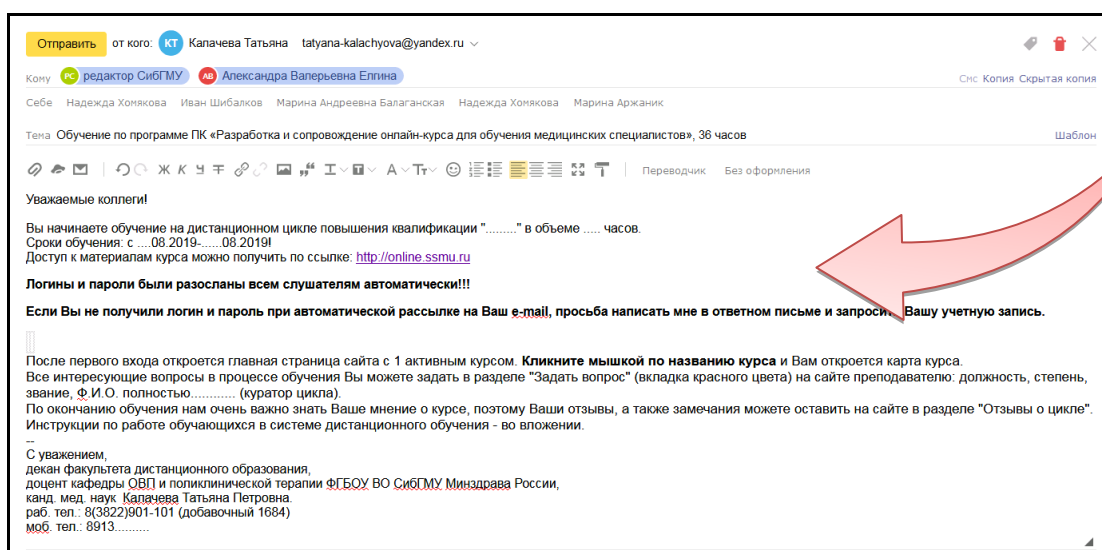 Отправить от кого: КТ Калачева Татьяна tatyana-kalachyova@yandex.ru
Кому РС редактор СибГМУ АВ Александра Валерьевна Елгина Смс Копия Скрытая копия
Себе Надежда Хомякова Иван Шибалков Марина Андреевна Балаганская Надежда Хомякова Марина Аржаник
Тема Обучение по программе ПК «Разработка и сопровождение онлайн-курса для обучения медицинских специалистов», 36 часов Шаблон
Ж К У Т Переводчик Без оформления
Уважаемые коллеги!
Вы начинаете обучение на дистанционном цикле повышения квалификации "........." в объеме ..... часов.
Сроки обучения: с ....08.2019-......08.2019!
Доступ к материалам курса можно получить по ссылке: http://online.ssmu.ru
Логины и пароли были разосланы всем слушателям автоматически!!!
Если Вы не получили логин и пароль при автоматической рассылке на Ваш e-mail, просьба написать мне в ответном письме и запросить Вашу учетную запись.
После первого входа откроется главная страница сайта с 1 активным курсом. Кликните мышкой по названию курса и Вам откроется карта курса.
Все интересующие вопросы в процессе обучения Вы можете задать в разделе "Задать вопрос" (вкладка красного цвета) на сайте преподавателю: должность, степень,
звание, Ф.И.О. полностью............ (куратор цикла).
По окончанию обучения нам очень важно знать Ваше мнение о курсе, поэтому Ваши отзывы, а также замечания можете оставить на сайте в разделе "Отзывы о цикле".
Инструкции по работе обучающихся в системе дистанционного обучения - во вложении.
--
С уважением,
декан факультета дистанционного образования,
доцент кафедры ОВП и поликлинической терапии ФГБОУ ВО СибГМУ Минздрава России,
канд. мед. наук Калачева Татьяна Петровна.
раб. тел.: 8(3822)901-101 (добавочный 1684)
моб. тел.: 8913..........